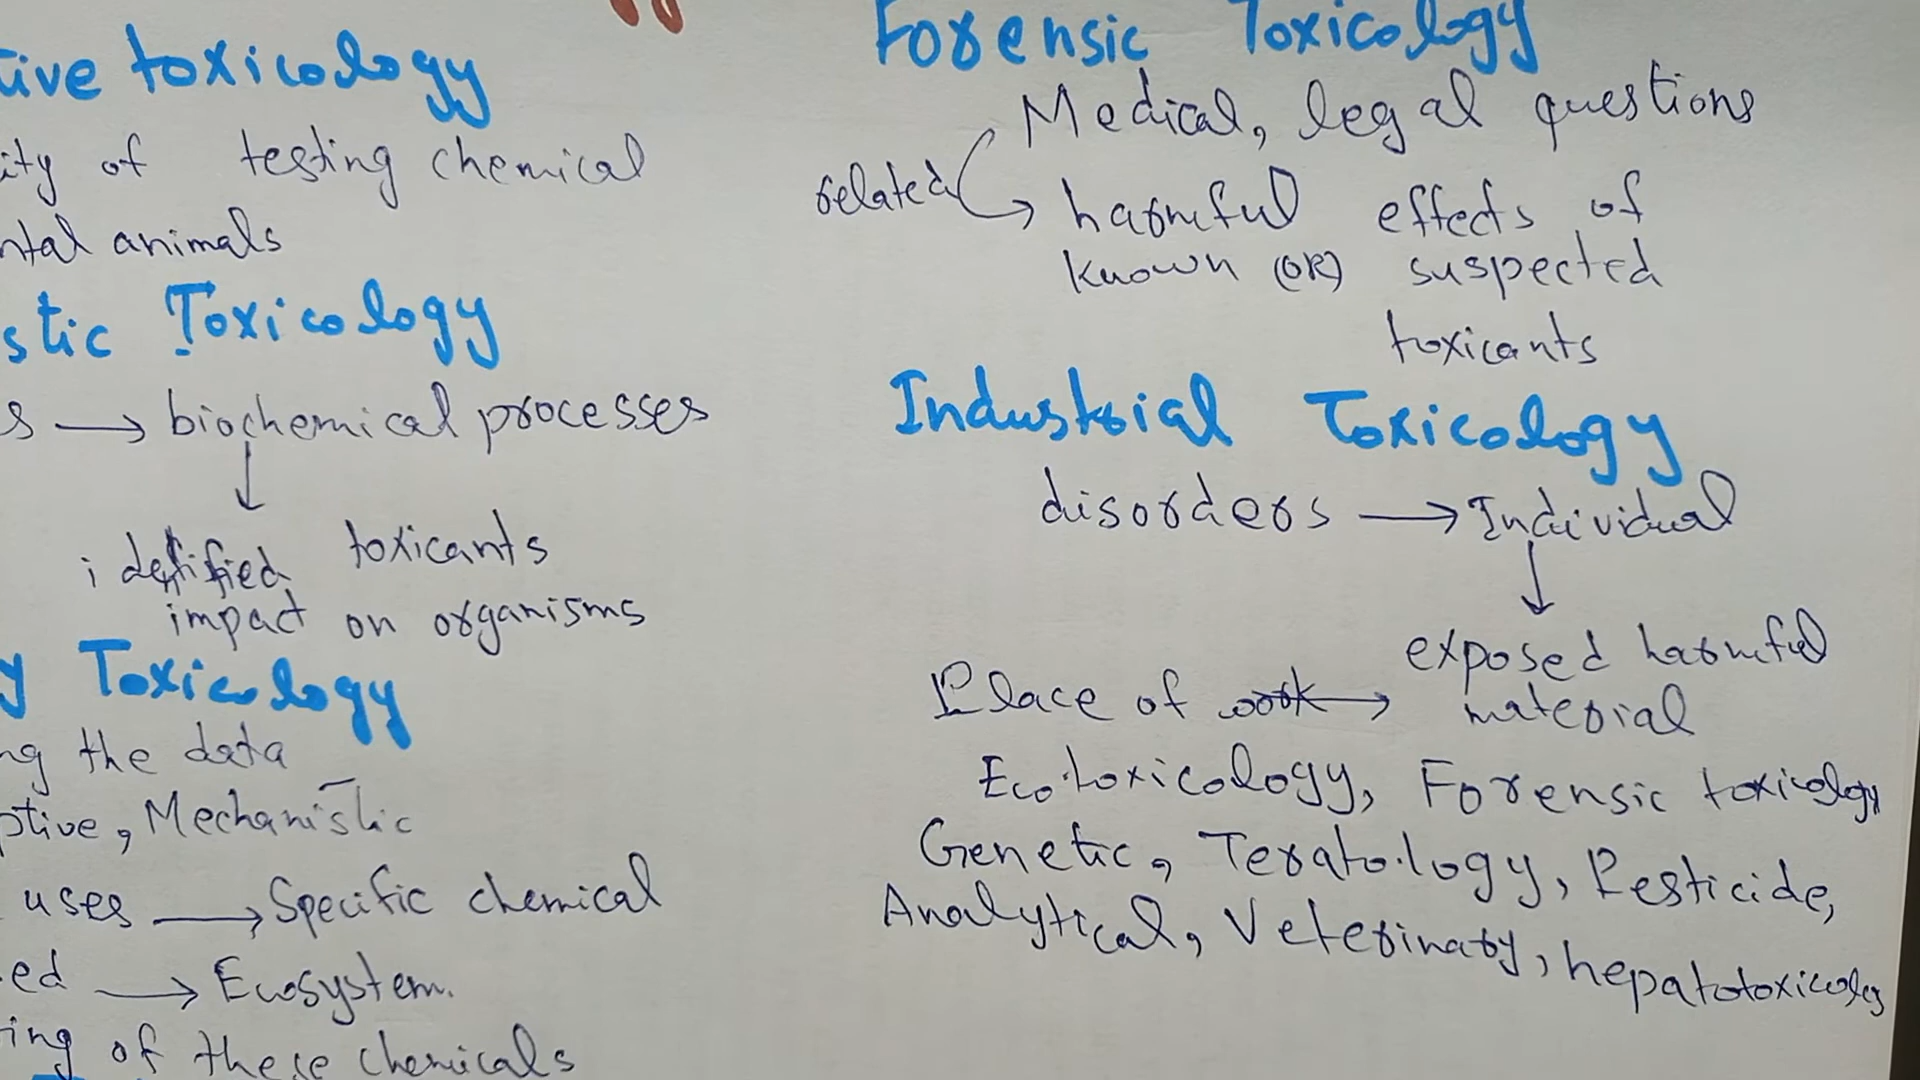 tive toxicology
ity of testing chemical
ntal animals
stic Toxicology
s → biochemical processes
↓
identified toxicants
impact on organisms
y Toxicology
ng the data
ptive, Mechanistic
uses → Specific chemical
ed → Ecosystem.
ing of these chemicals
Forensic Toxicology
Medical, legal questions
related → harmful effects of
known (OR) suspected
toxicants
Industrial Toxicology
disorders → Individual
↓
exposed harmful
Place of work → material
Ecotoxicology, Forensic toxicology
Genetic, Teratology, Pesticide,
Analytical, Veterinary, hepatotoxicology